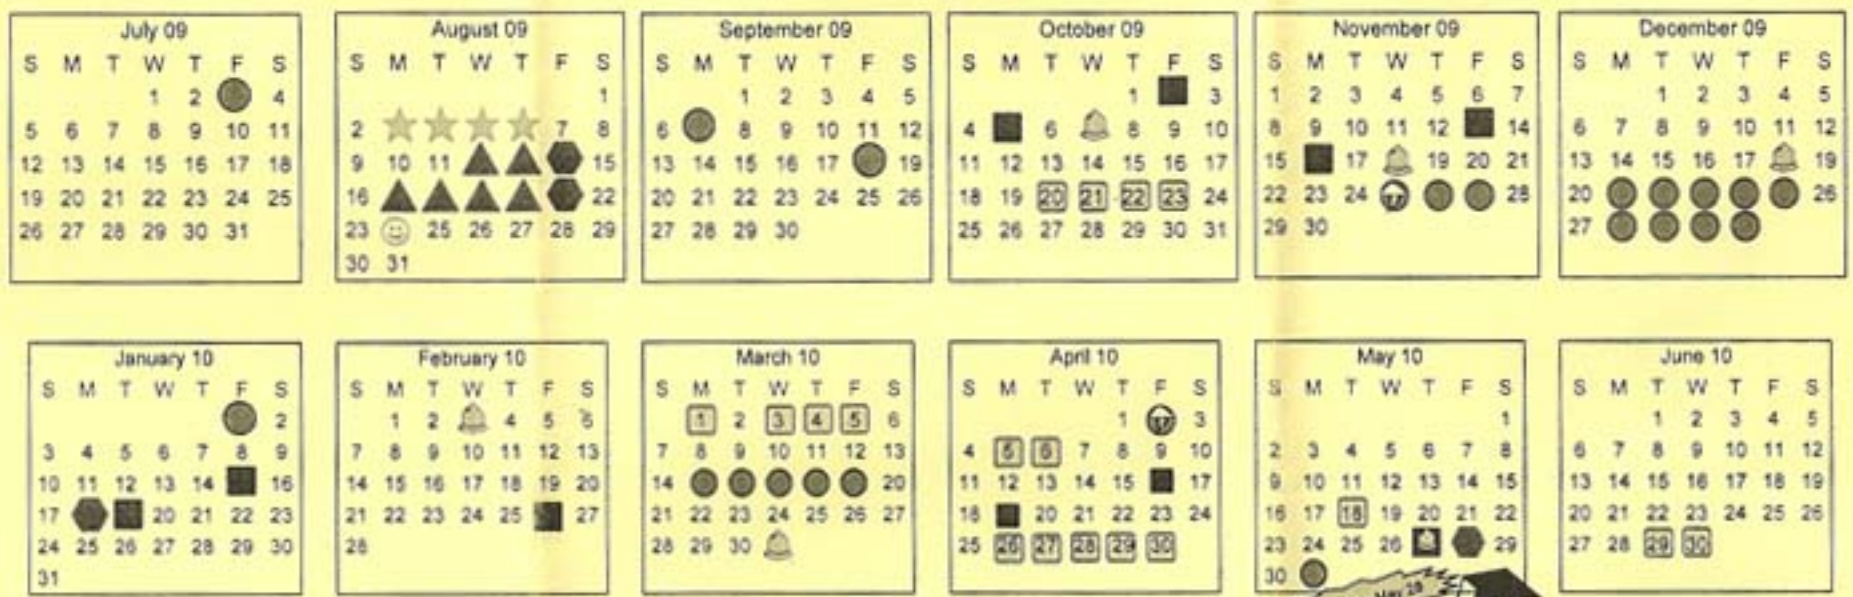 July 09
S M T W T F S
1 2 4
5 6 7 8 9 10 11
12 13 14 15 16 17 18
19 20 21 22 23 24 25
26 27 28 29 30 31
August 09
S M T W T F S
1
2 7 8
9 10 11 15
16 22
23 25 26 27 28 29
30 31
September 09
S M T W T F S
1 2 3 4 5
6 8 9 10 11 12
13 14 15 16 17 19
20 21 22 23 24 25 26
27 28 29 30
October 09
S M T W T F S
1 3
4 6 8 9 10
11 12 13 14 15 16 17
18 19 20 21 22 23 24
25 26 27 28 29 30 31
November 09
S M T W T F S
1 2 3 4 5 6 7
8 9 10 11 12 14
15 17 19 20 21
22 23 24 28
29 30
December 09
S M T W T F S
1 2 3 4 5
6 7 8 9 10 11 12
13 14 15 16 17 19
20 26
27
January 10
S M T W T F S
2
3 4 5 6 7 8 9
10 11 12 13 14 16
17 20 21 22 23
24 25 26 27 28 29 30
31
February 10
S M T W T F S
1 2 4 5 6
7 8 9 10 11 12 13
14 15 16 17 18 19 20
21 22 23 24 25 27
28
March 10
S M T W T F S
1 2 3 4 5 6
7 8 9 10 11 12 13
14 20
21 22 23 24 25 26 27
28 29 30
April 10
S M T W T F S
1 3
4 5 6 7 8 9 10
11 12 13 14 15 17
18 20 21 22 23 24
25 26 27 28 29 30
May 10
S M T W T F S
1
2 3 4 5 6 7 8
9 10 11 12 13 14 15
16 17 18 19 20 21 22
23 24 25 26 29
30
May 29
June 10
S M T W T F S
1 2 3 4 5
6 7 8 9 10 11 12
13 14 15 16 17 18 19
20 21 22 23 24 25 26
27 28 29 30